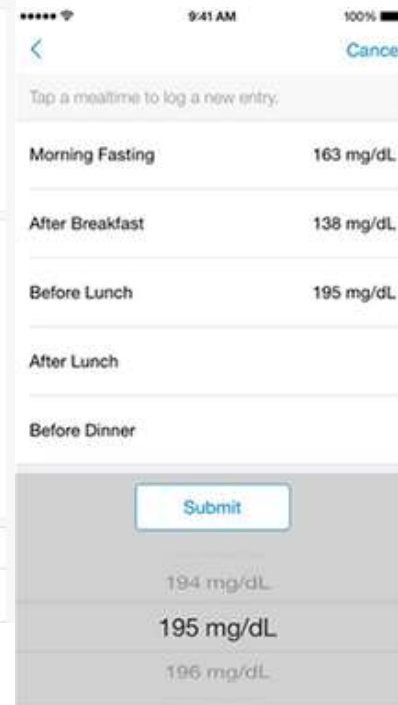 9:41 AM 100%
Cance
Tap a mealtime to log a new entry.
Morning Fasting 163 mg/dL
After Breakfast 138 mg/dL
Before Lunch 195 mg/dL
After Lunch
Before Dinner
Submit
194 mg/dL
195 mg/dL
196 mg/dL